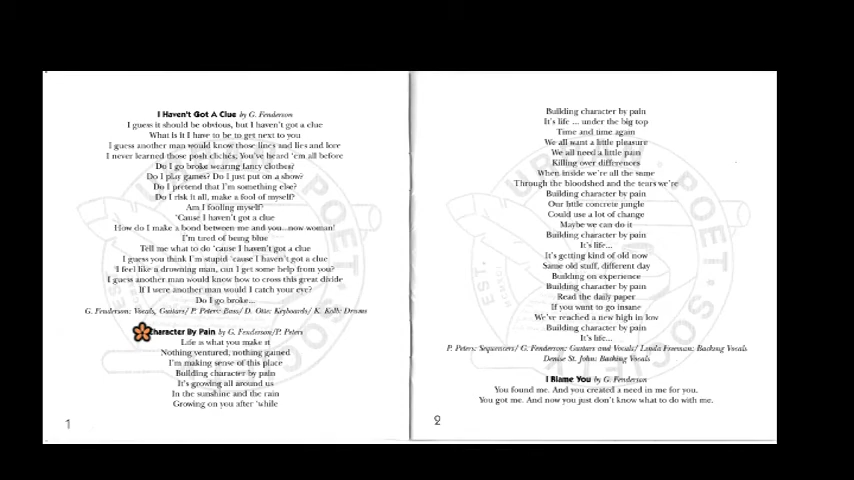 I Haven't Got A Clue by G. Fenderson
I guess it should be obvious, but I haven't got a clue
What is it I have to be to get next to you
I guess another man would know those lines and lies and lore
I never learned those posh clichés, You've heard 'em all before
Do I go broke wearing fancy clothes?
Do I play games? Do I just put on a show?
Do I pretend that I'm something else?
Do I risk it all, make a fool of myself?
Am I fooling myself?
'Cause I haven't got a clue
How do I make a bond between me and you...now woman!
I'm tired of being blue
Tell me what to do 'cause I haven't got a clue
I guess you think I'm stupid 'cause I haven't got a clue
I feel like a drowning man, can I get some help from you?
I guess another man would know how to cross this great divide
If I were another man would I catch your eye?
Do I go broke...
G. Fenderson: Vocals, Guitars/ P. Peters: Bass/ D. Otis: Keyboards/ K. Kolb: Drums
Character By Pain by G. Fenderson/P. Peters
Life is what you make it
Nothing ventured, nothing gained
I'm making sense of this place
Building character by pain
It's growing all around us
In the sunshine and the rain
Growing on you after 'while
1
Building character by pain
It's life ... under the big top
Time and time again
We all want a little pleasure
We all need a little pain
Killing over differences
When inside we're all the same
Through the bloodshed and the tears we're
Building character by pain
Our little concrete jungle
Could use a lot of change
Maybe we can do it
Building character by pain
It's life...
It's getting kind of old now
Same old stuff, different day
Building on experience
Building character by pain
Read the daily paper
If you want to go insane
We've reached a new high in low
Building character by pain
It's life...
P. Peters: Sequencers/ G. Fenderson: Guitars and Vocals/ Linda Freeman: Backing Vocals
Denise St. John: Backing Vocals
I Blame You by G. Fenderson
You found me. And you created a need in me for you.
You got me. And now you just don't know what to do with me.
2
URBAN POET SOCIETY
EST.